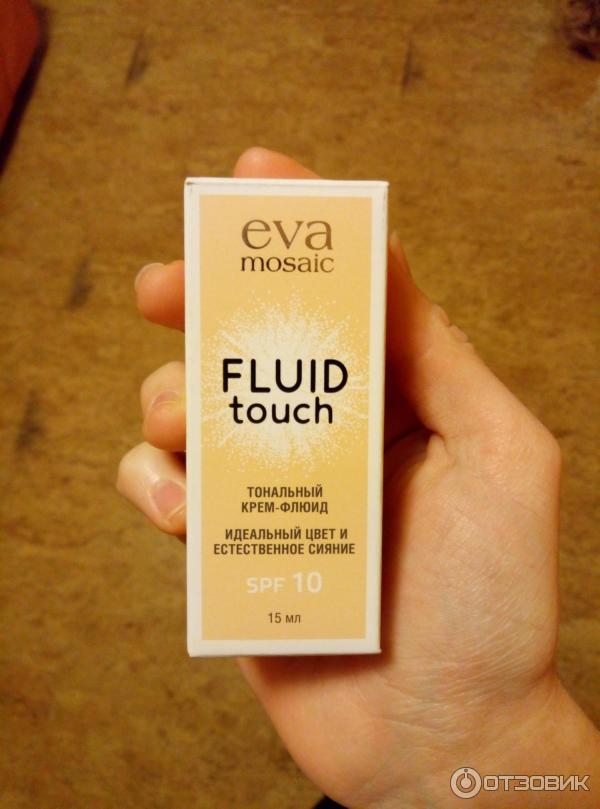 eva
mosaic
FLUID
touch
ТОНАЛЬНЫЙ
КРЕМ-ФЛЮИД
ИДЕАЛЬНЫЙ ЦВЕТ И
ЕСТЕСТВЕННОЕ СИЯНИЕ
SPF 10
15 мл
ОТЗОВИК